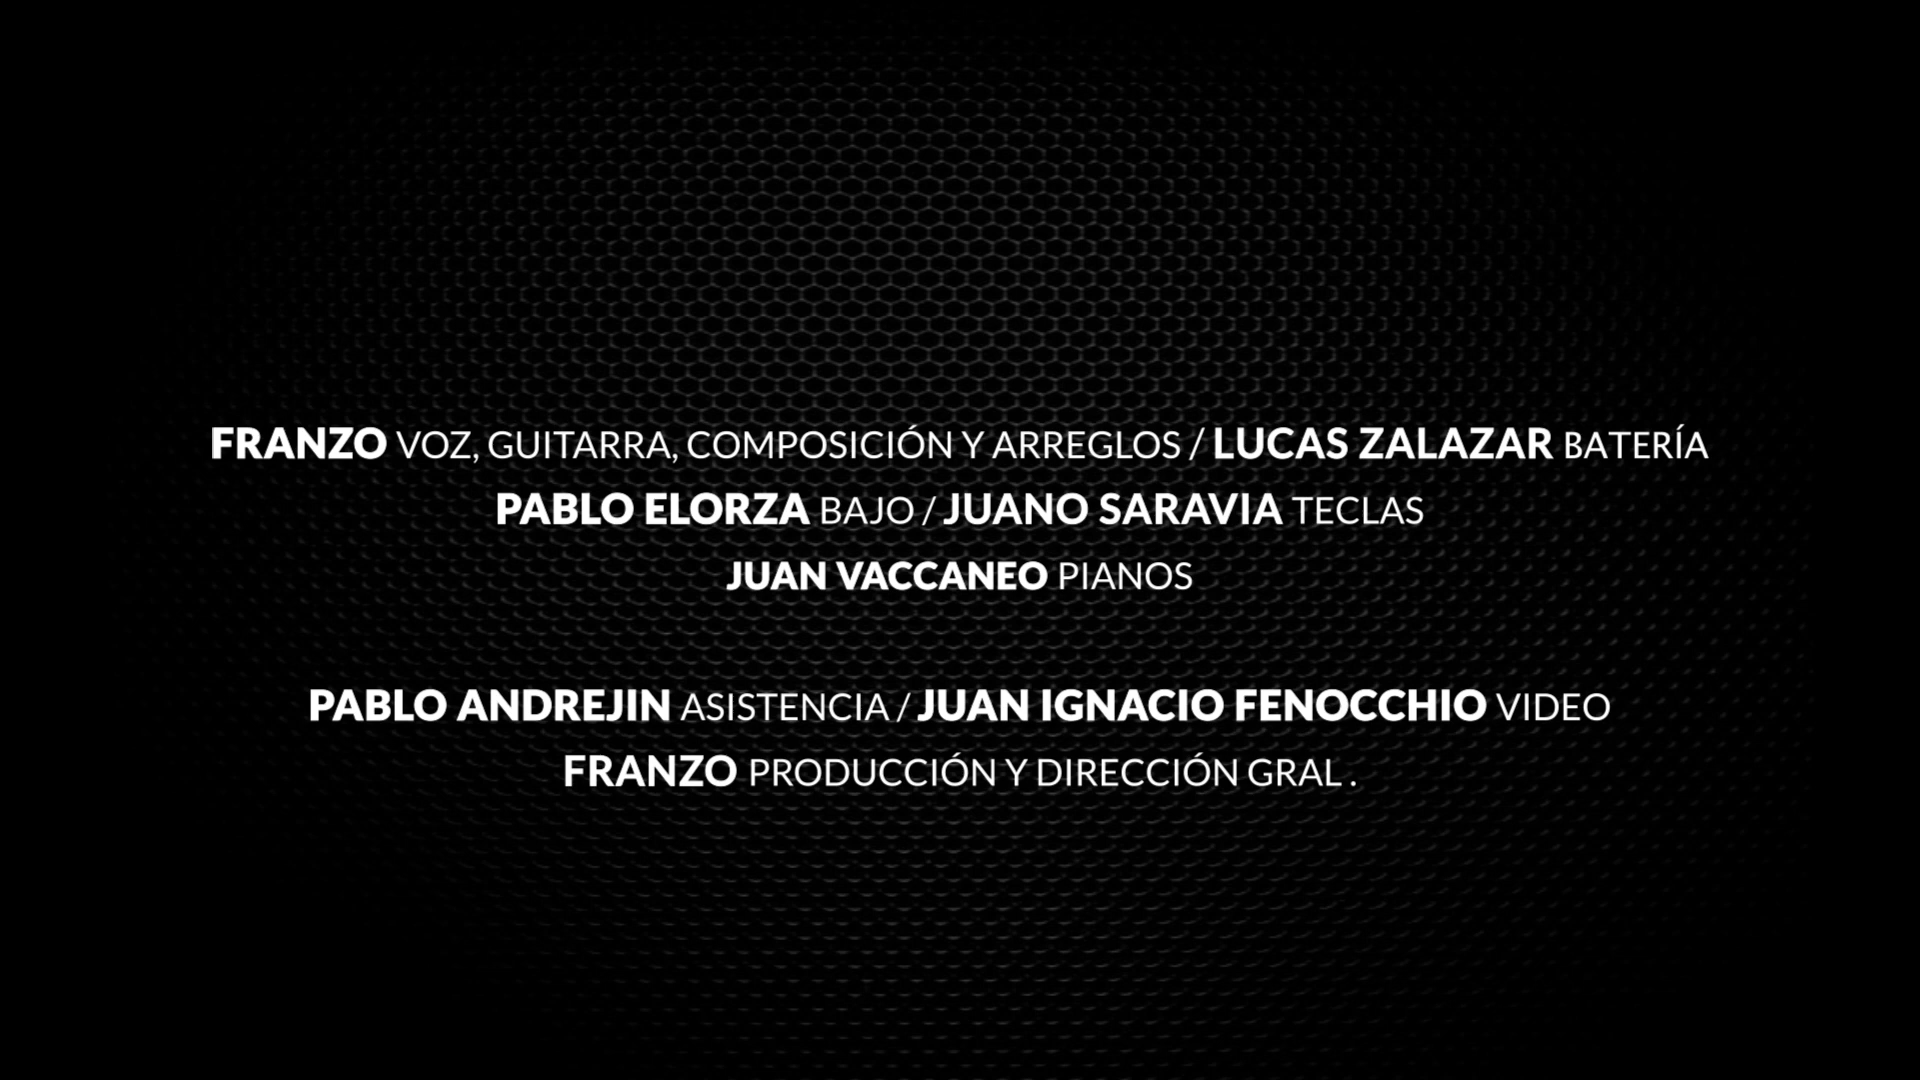 FRANZO VOZ, GUITARRA, COMPOSICIÓN Y ARREGLOS / LUCAS ZALAZAR BATERÍA
PABLO ELORZA BAJO / JUANO SARAVIA TECLAS
JUAN VACCANEO PIANOS
PABLO ANDREJIN ASISTENCIA / JUAN IGNACIO FENOCCHIO VIDEO
FRANZO PRODUCCIÓN Y DIRECCIÓN GRAL .